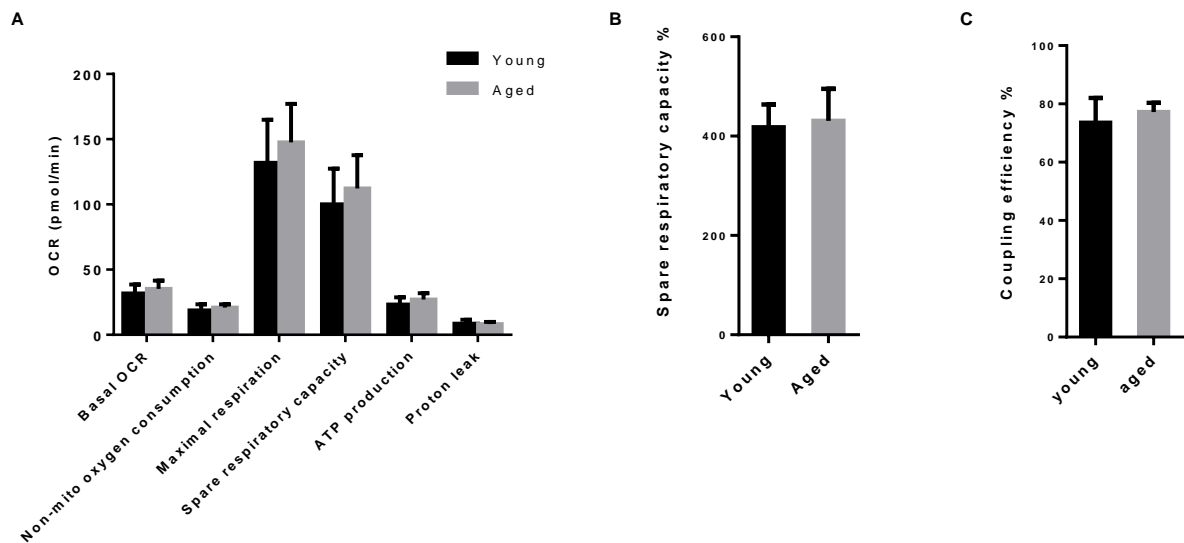 A
Young
Aged
OCR (pmol/min)
200
150
100
50
0
Basal OCR
Non-mito oxygen consumption
Maximal respiration
Spare respiratory capacity
ATP production
Proton leak
B
Spare respiratory capacity %
600
400
200
0
Young
Aged
C
Coupling efficiency %
100
80
60
40
20
0
young
aged